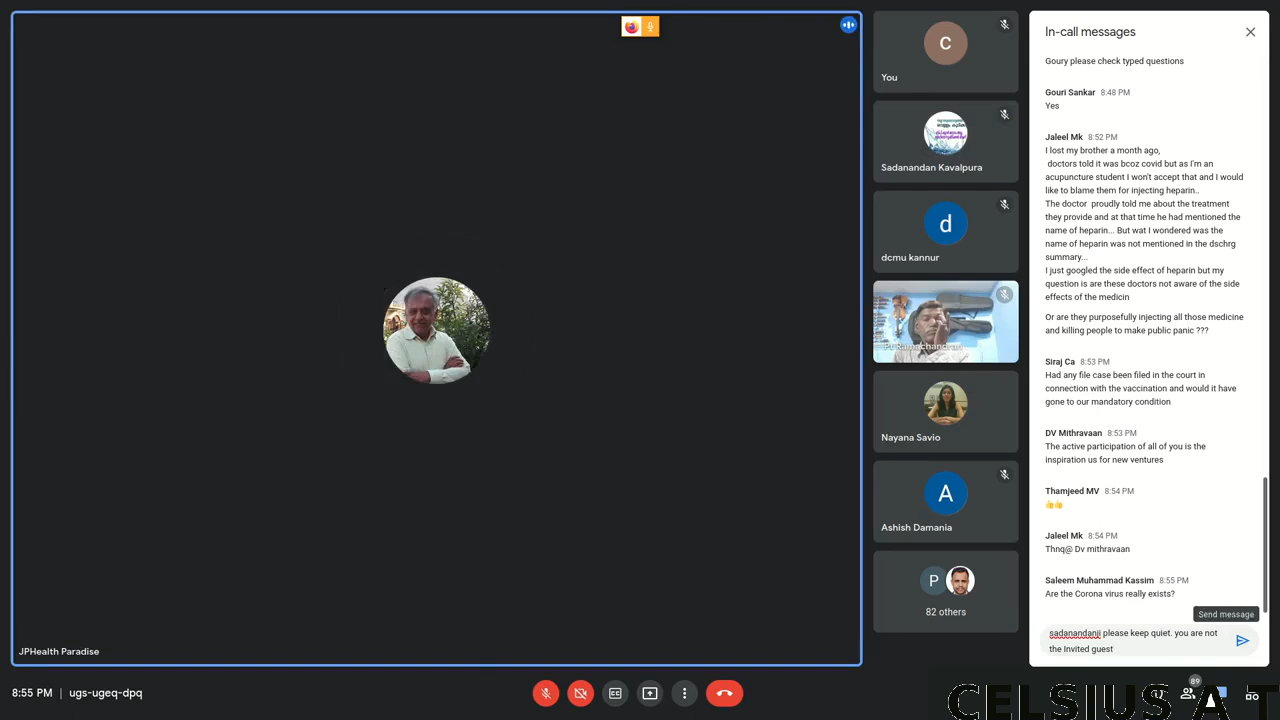 C
You
Sadanandan Kavalpura
d
dcmu kannur
Nayana Savio
A
Ashish Damania
P
82 others
JPHealth Paradise
8:55 PM | ugs-ugeq-dpq
In-call messages
Goury please check typed questions
Gouri Sankar 8:48 PM
Yes
Jaleel Mk 8:52 PM
I lost my brother a month ago,
doctors told it was bcoz covid but as I'm an
acupuncture student I won't accept that and I would
like to blame them for injecting heparin..
The doctor proudly told me about the treatment
they provide and at that time he had mentioned the
name of heparin... But wat I wondered was the
name of heparin was not mentioned in the dschrg
summary...
I just googled the side effect of heparin but my
question is are these doctors not aware of the side
effects of the medicin
Or are they purposefully injecting all those medicine
and killing people to make public panic ???
Siraj Ca 8:53 PM
Had any file case been filed in the court in
connection with the vaccination and would it have
gone to our mandatory condition
DV Mithravaan 8:53 PM
The active participation of all of you is the
inspiration us for new ventures
Thamjeed MV 8:54 PM
👍👍
Jaleel Mk 8:54 PM
Thnq@ Dv mithravaan
Saleem Muhammad Kassim 8:55 PM
Are the Corona virus really exists?
Send message
sadanandanji please keep quiet. you are not
the Invited guest
89
CELSIUS A T